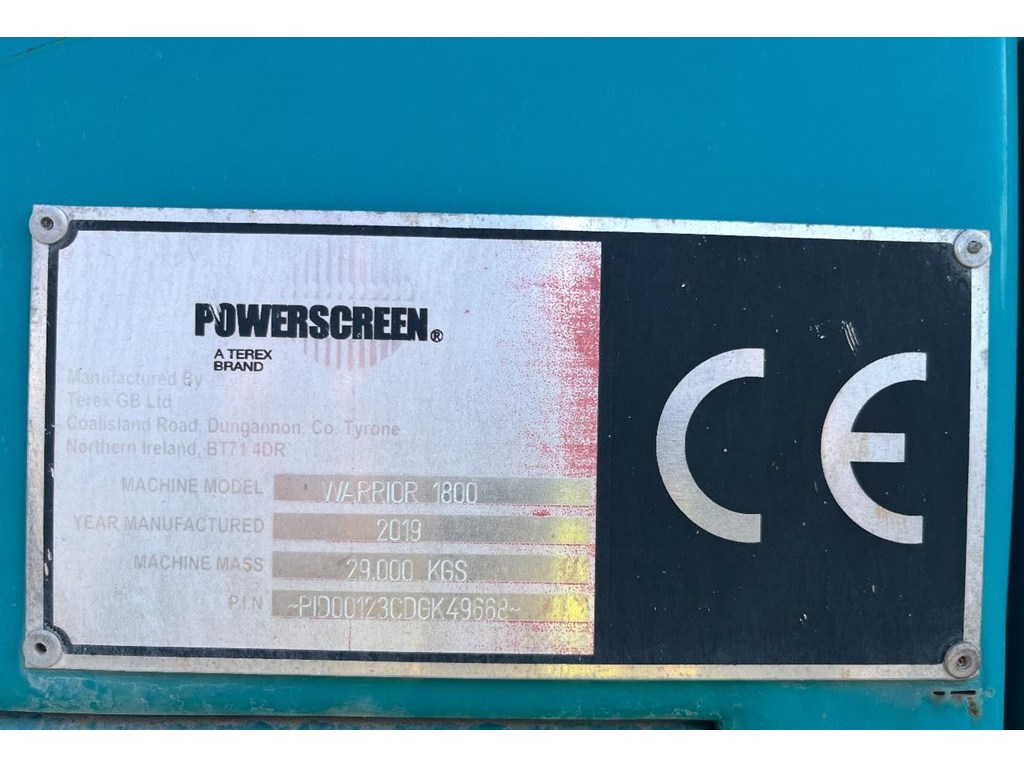 POWERSCREEN®
A TEREX
BRAND
Manufactured By
Terex GB Ltd
Coalisland Road, Dungannon, Co. Tyrone
Northern Ireland, BT71 4DR
MACHINE MODEL WARRIOR 1800
YEAR MANUFACTURED 2019
MACHINE MASS 29.000 KGS
P.I.N ~PID00123CDGK49668~
CE